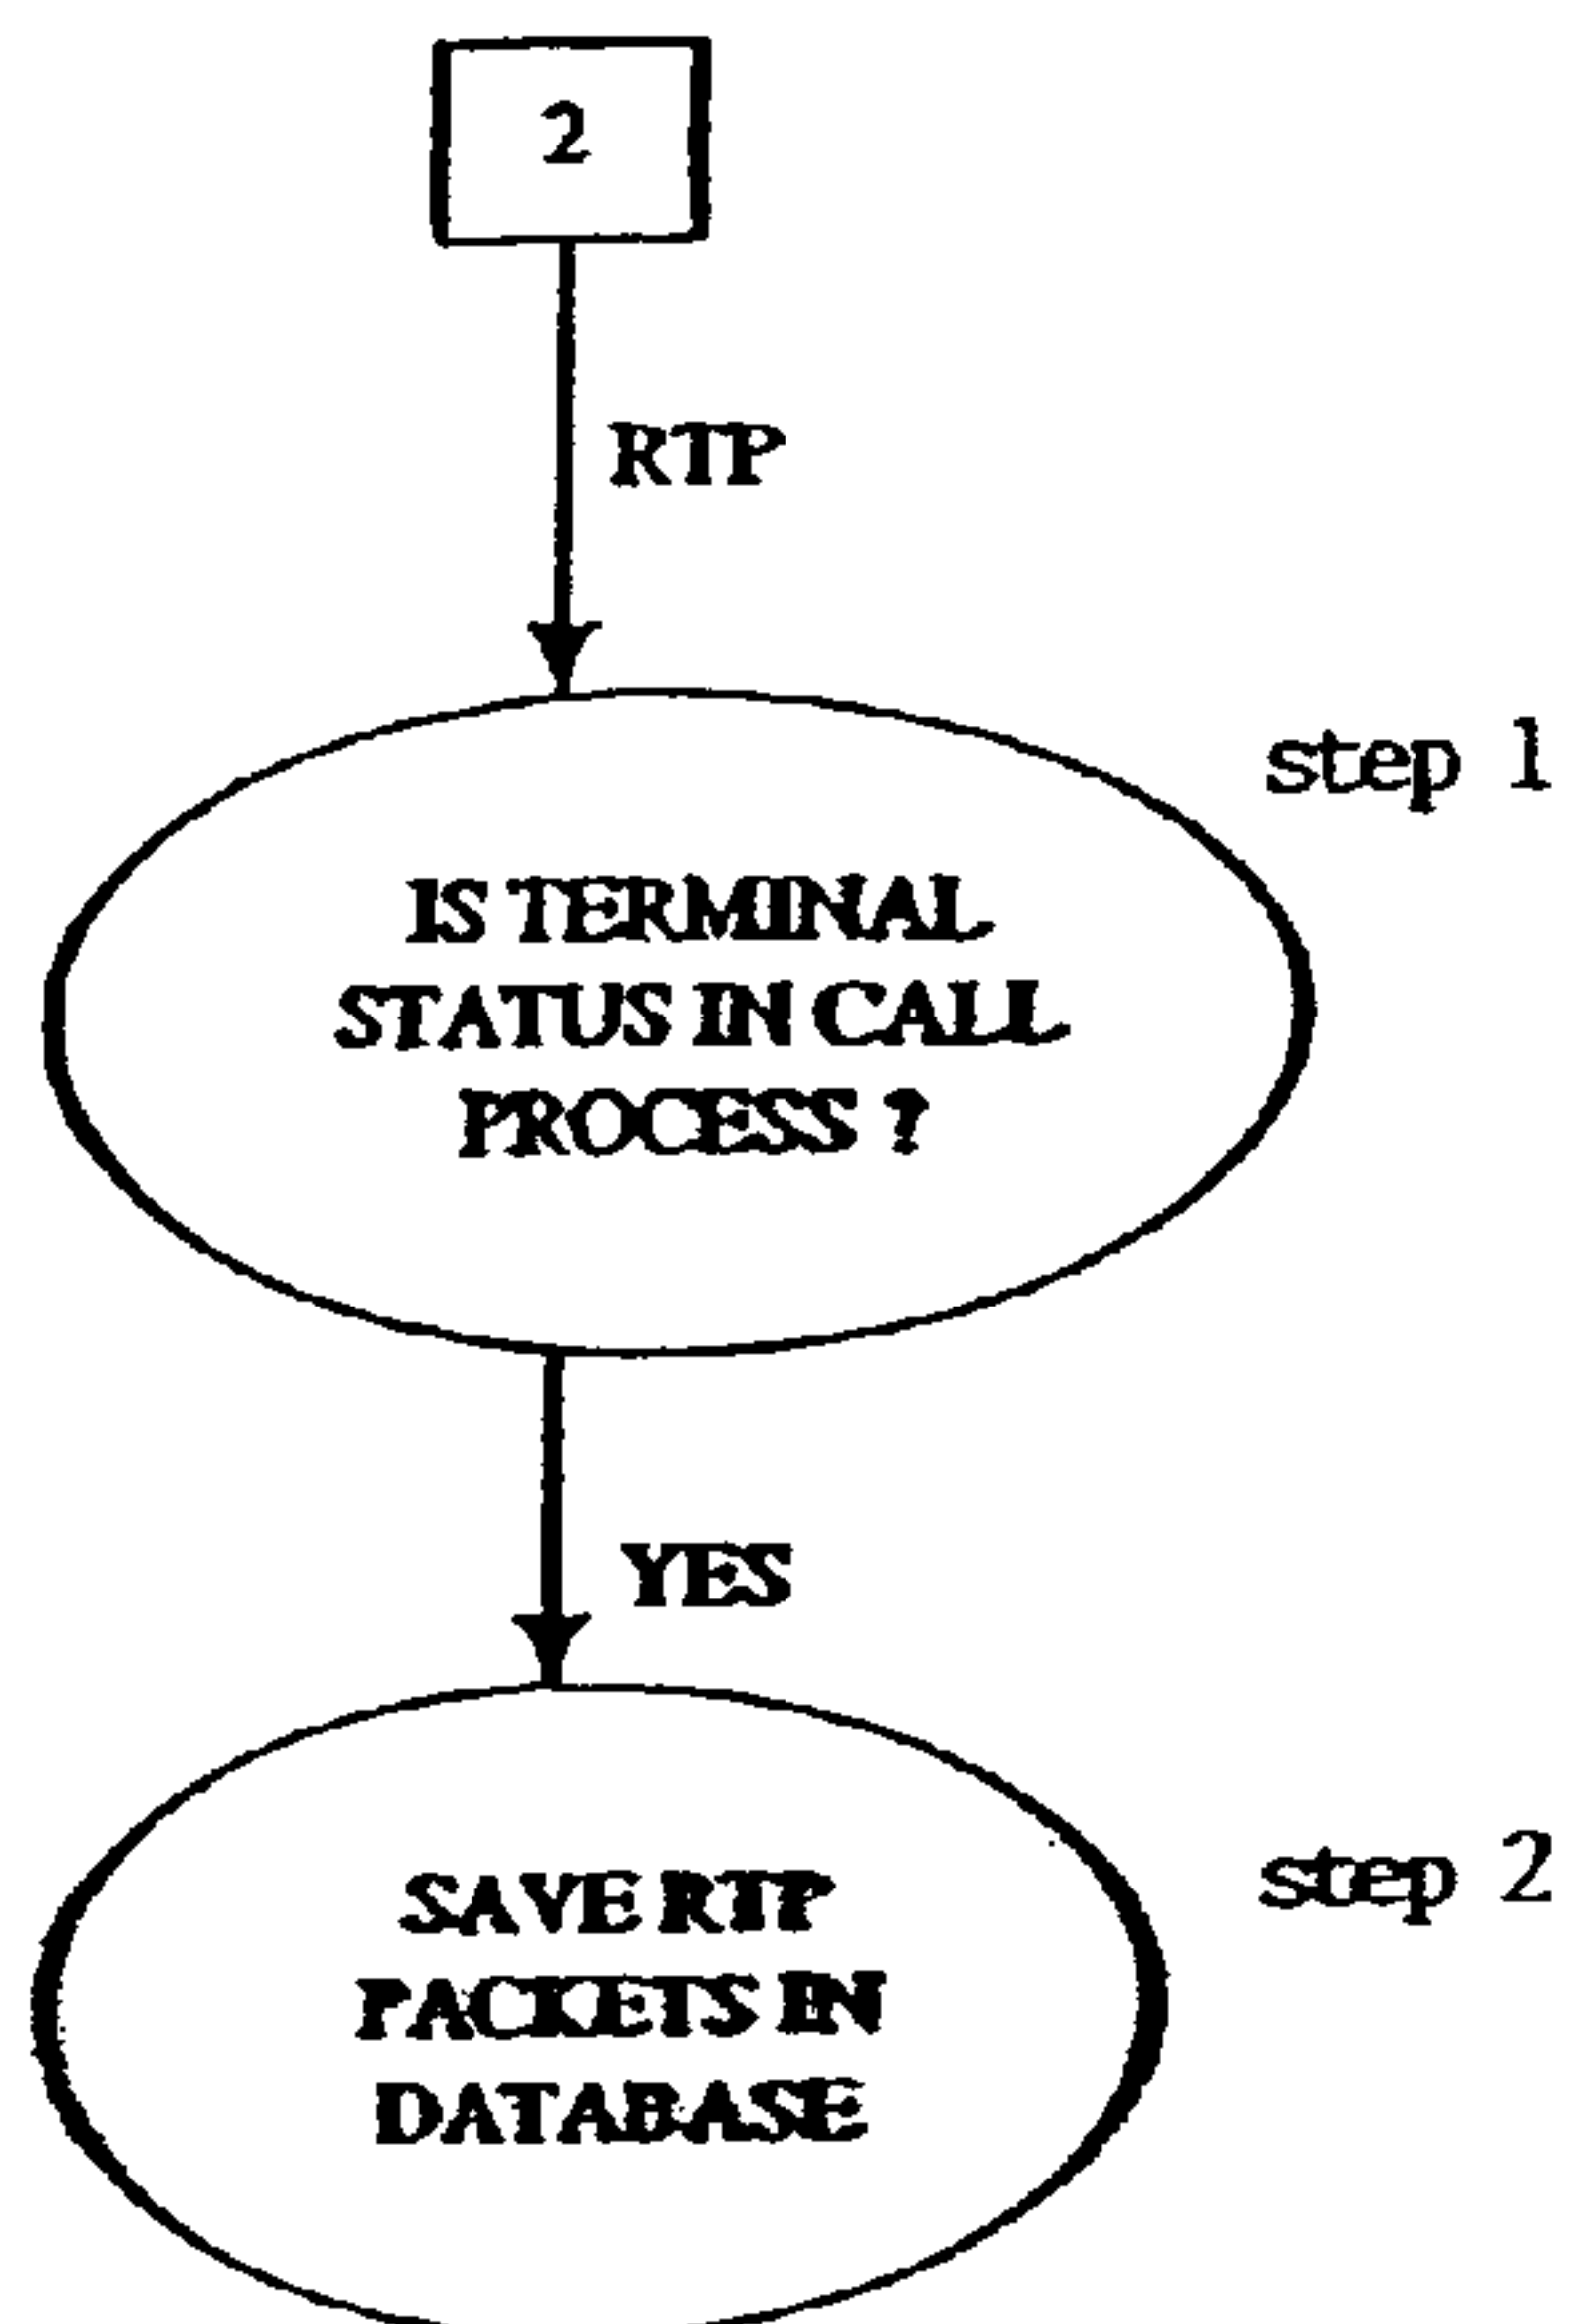 2
RTP
step 1
IS TERMINAL
STATUS IN CALL
PROCESS ?
YES
step 2
SAVE RTP
PACKETS IN
DATABASE